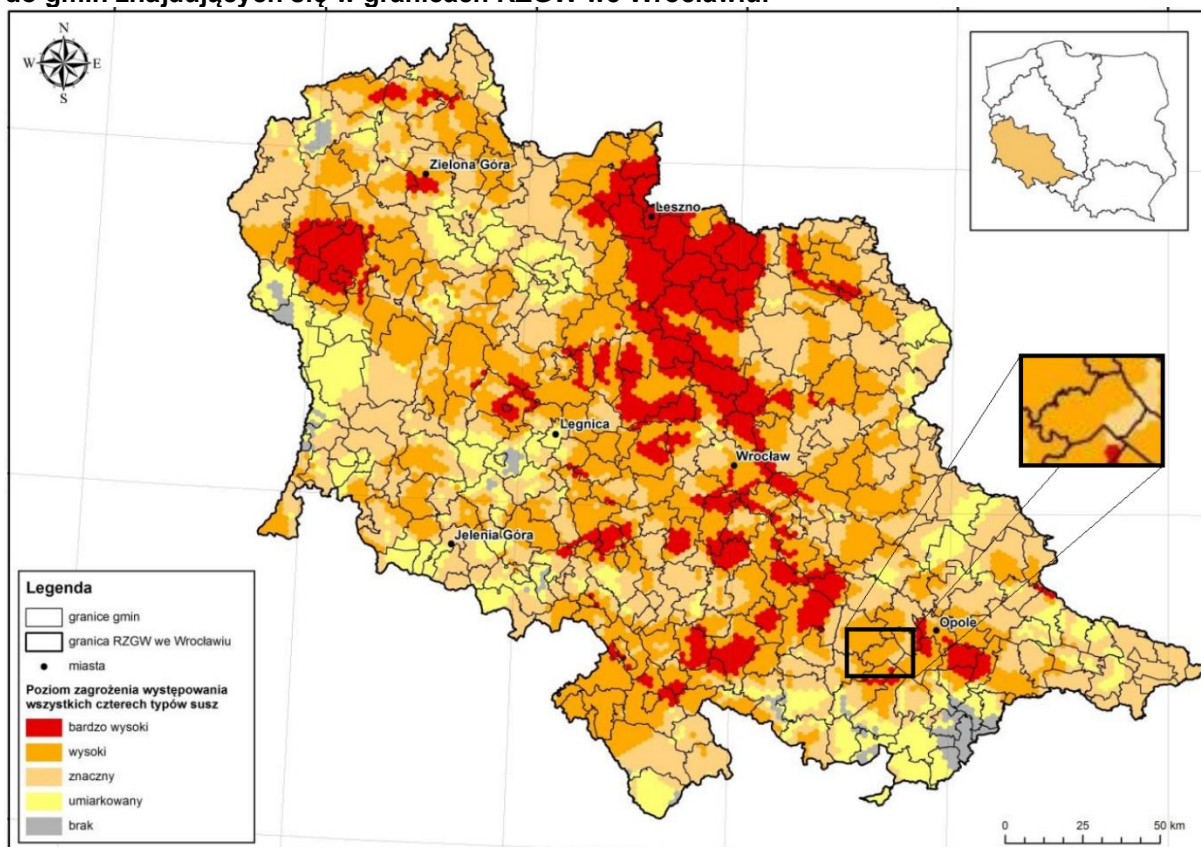 do gmin znajdujących się w granicach RZGW we Wrocławiu.
N
W E
S
Zielona Góra
Leszno
Legnica
Wrocław
Jelenia Góra
Opole
Legenda
granice gmin
granica RZGW we Wrocławiu
miasta
Poziom zagrożenia występowania
wszystkich czterech typów susz
bardzo wysoki
wysoki
znaczny
umiarkowany
brak
0 25 50 km